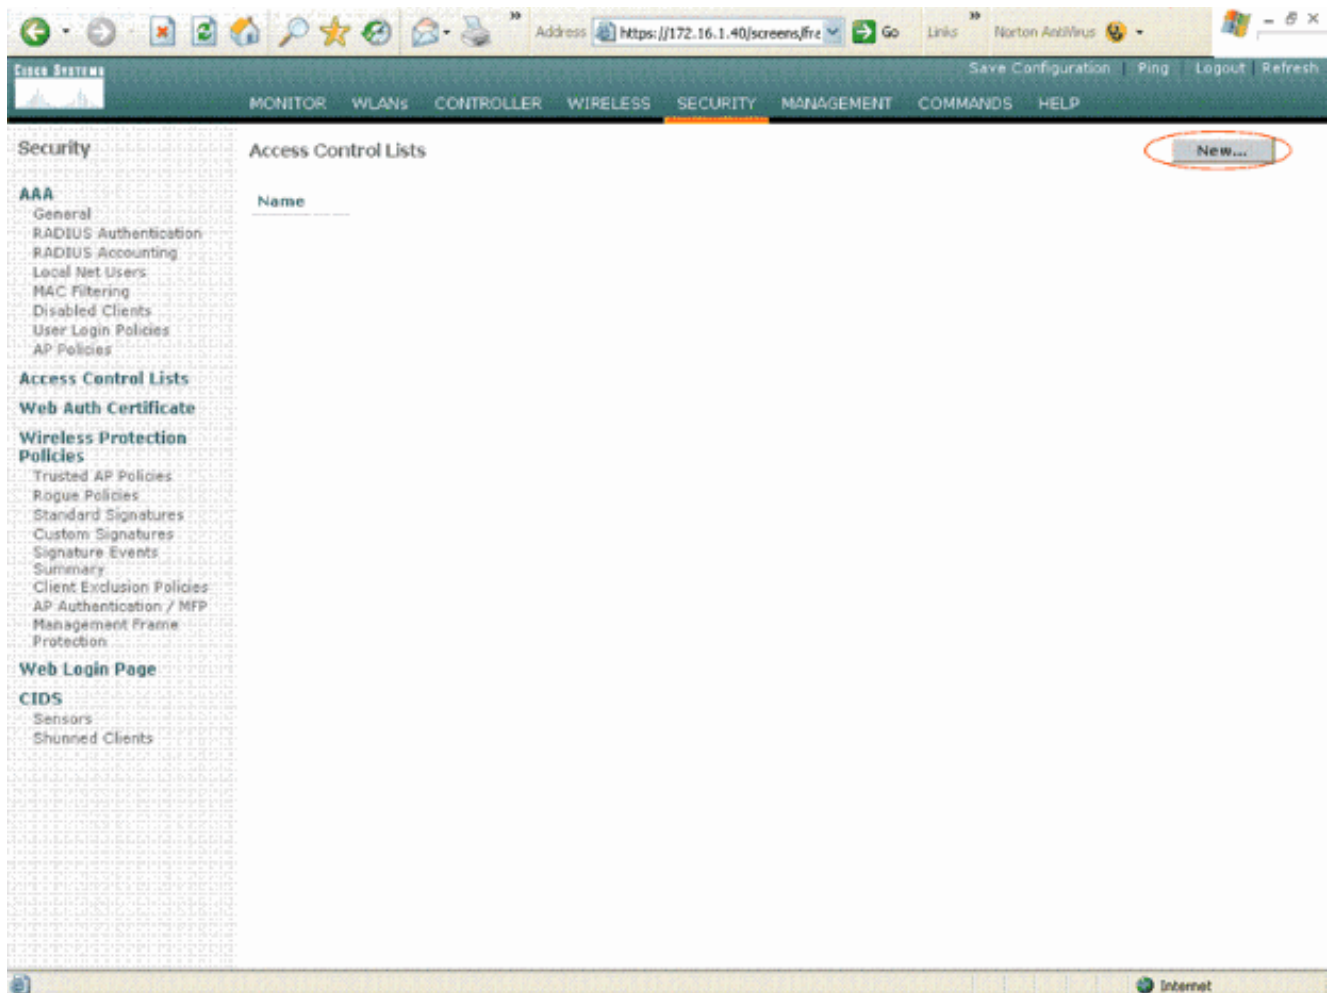 » Address https://172.16.1.40/screens/fra Go Links » Norton AntiVirus
CISCO SYSTEMS
Save Configuration | Ping | Logout | Refresh
MONITOR WLANs CONTROLLER WIRELESS SECURITY MANAGEMENT COMMANDS HELP
Security
Access Control Lists
New...
Name
AAA
General
RADIUS Authentication
RADIUS Accounting
Local Net Users
MAC Filtering
Disabled Clients
User Login Policies
AP Policies
Access Control Lists
Web Auth Certificate
Wireless Protection
Policies
Trusted AP Policies
Rogue Policies
Standard Signatures
Custom Signatures
Signature Events
Summary
Client Exclusion Policies
AP Authentication / MFP
Management Frame
Protection
Web Login Page
CIDS
Sensors
Shunned Clients
Internet